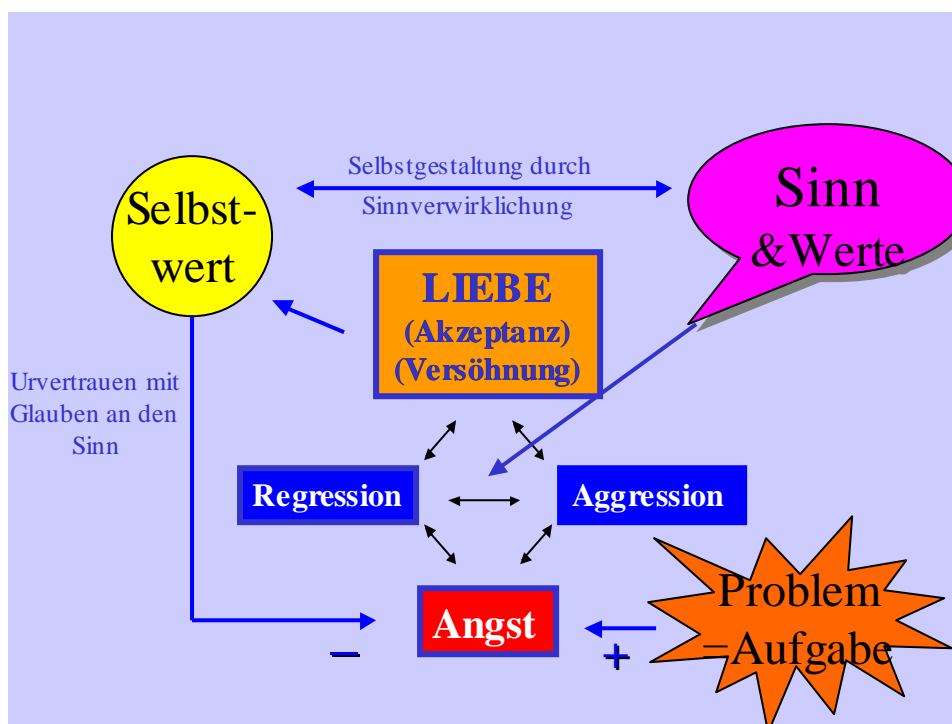 Selbstgestaltung durch
Sinnverwirklichung
Selbst-
wert
Sinn
&Werte
LIEBE
(Akzeptanz)
(Versöhnung)
Urvertrauen mit
Glauben an den
Sinn
Regression
Aggression
Angst
–
+
Problem
=Aufgabe